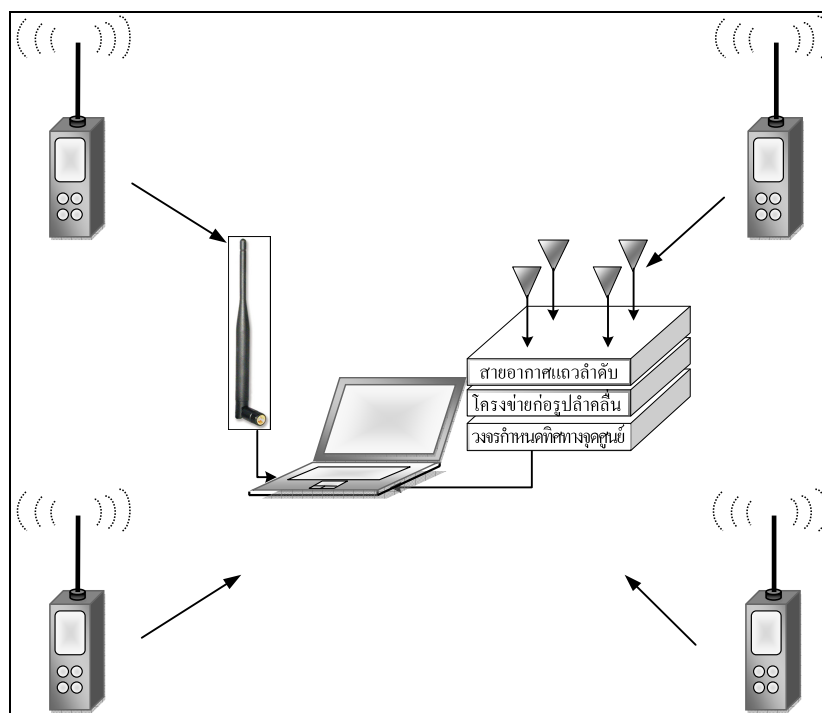 สายอากาศแถวลำดับ
โครงข่ายก่อรูปลำคลื่น
วงจรกำหนดทิศทางจุดศูนย์